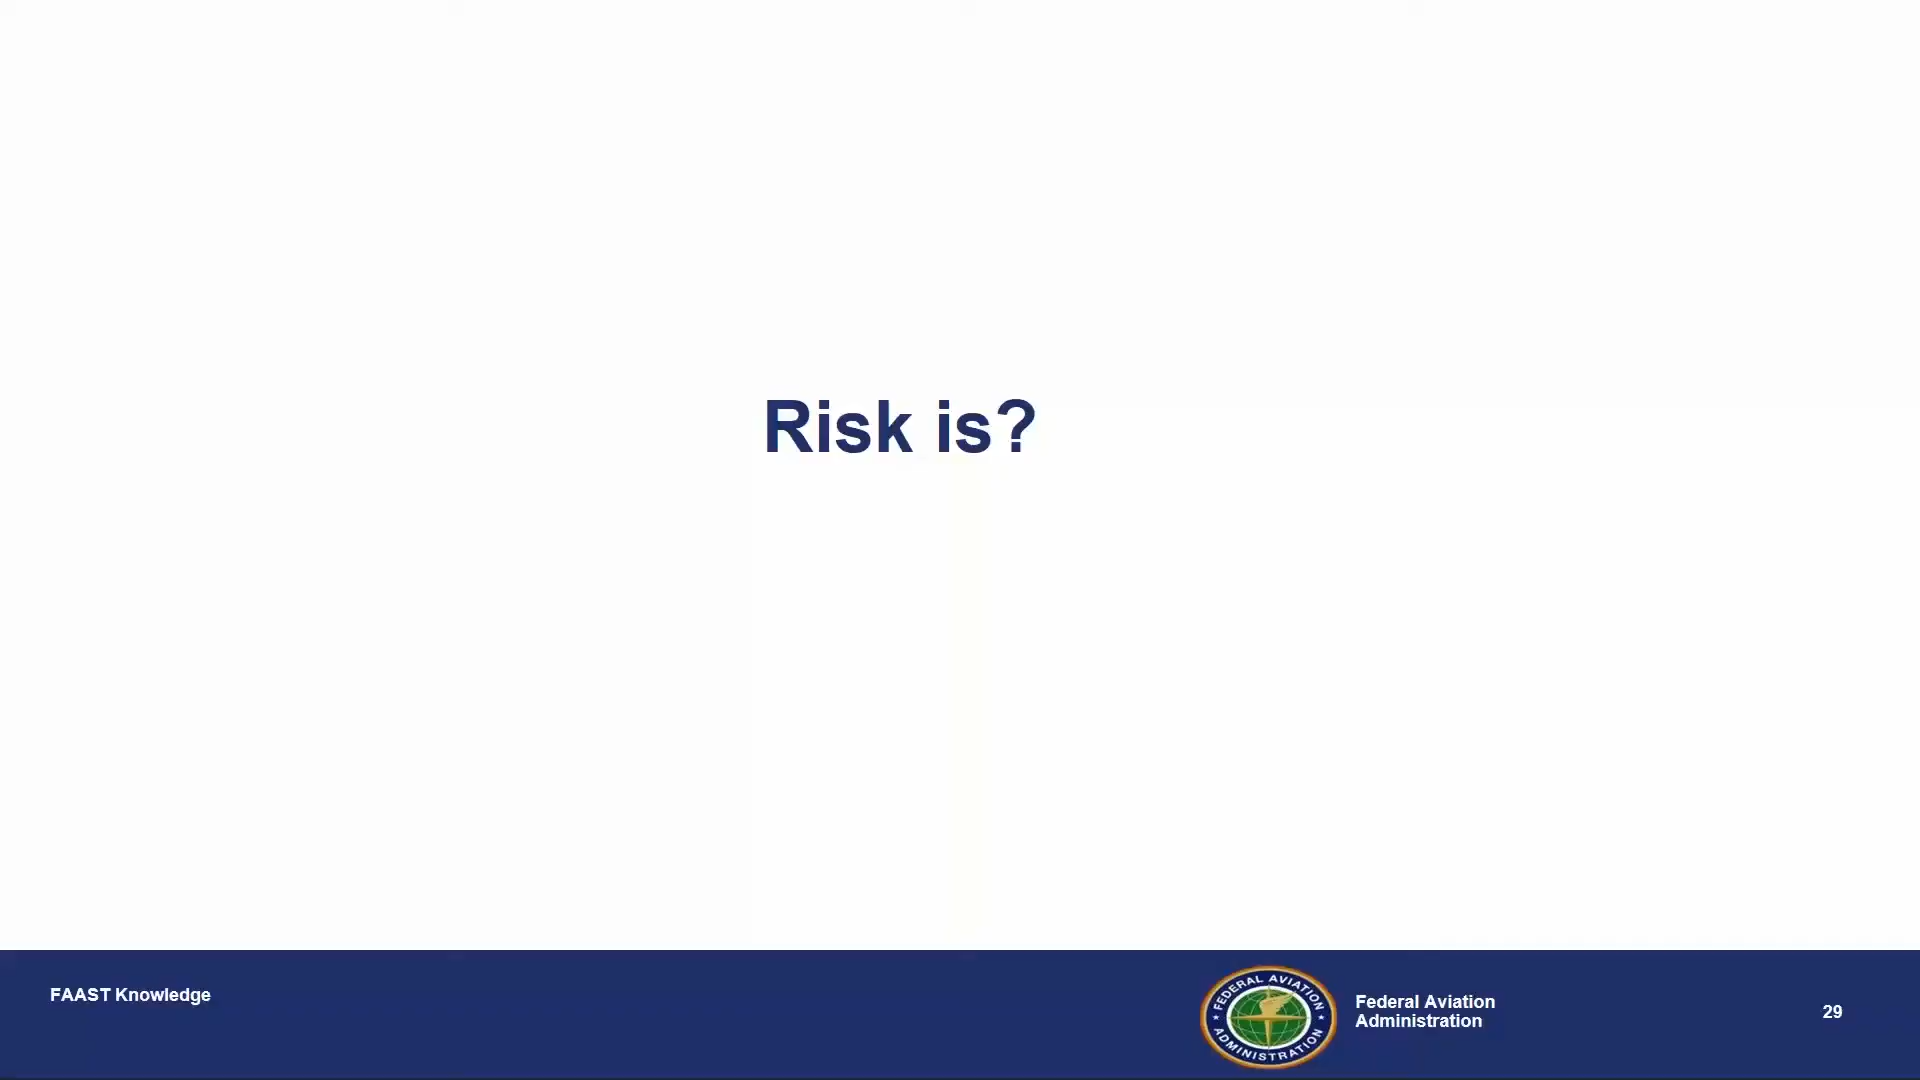 Risk is?
FAAST Knowledge
FEDERAL AVIATION
ADMINISTRATION
Federal Aviation
Administration
29